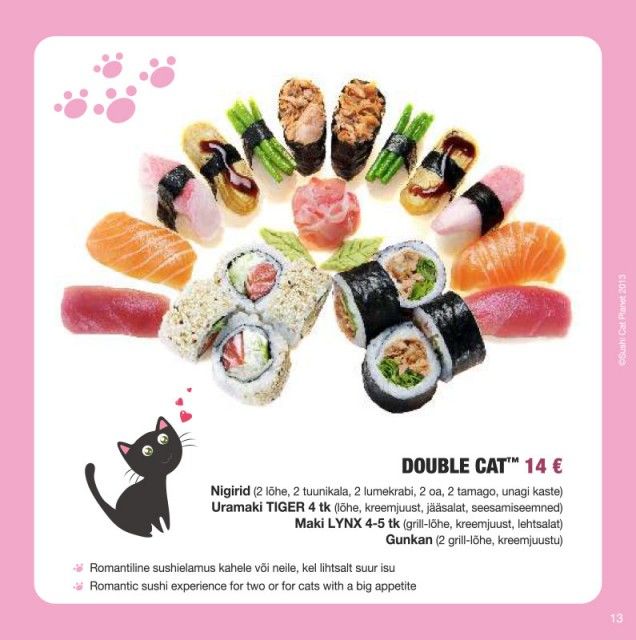 DOUBLE CAT™ 14 €
Nigirid (2 lõhe, 2 tuunikala, 2 lumekrabi, 2 oa, 2 tamago, unagi kaste)
Uramaki TIGER 4 tk (lõhe, kreemjuust, jääsalat, seesamiseemned)
Maki LYNX 4-5 tk (grill-lõhe, kreemjuust, lehtsalat)
Gunkan (2 grill-lõhe, kreemjuustu)
Romantiline sushielamus kahele või neile, kel lihtsalt suur isu
Romantic sushi experience for two or for cats with a big appetite
©Sushi Cat Planet 2013
13